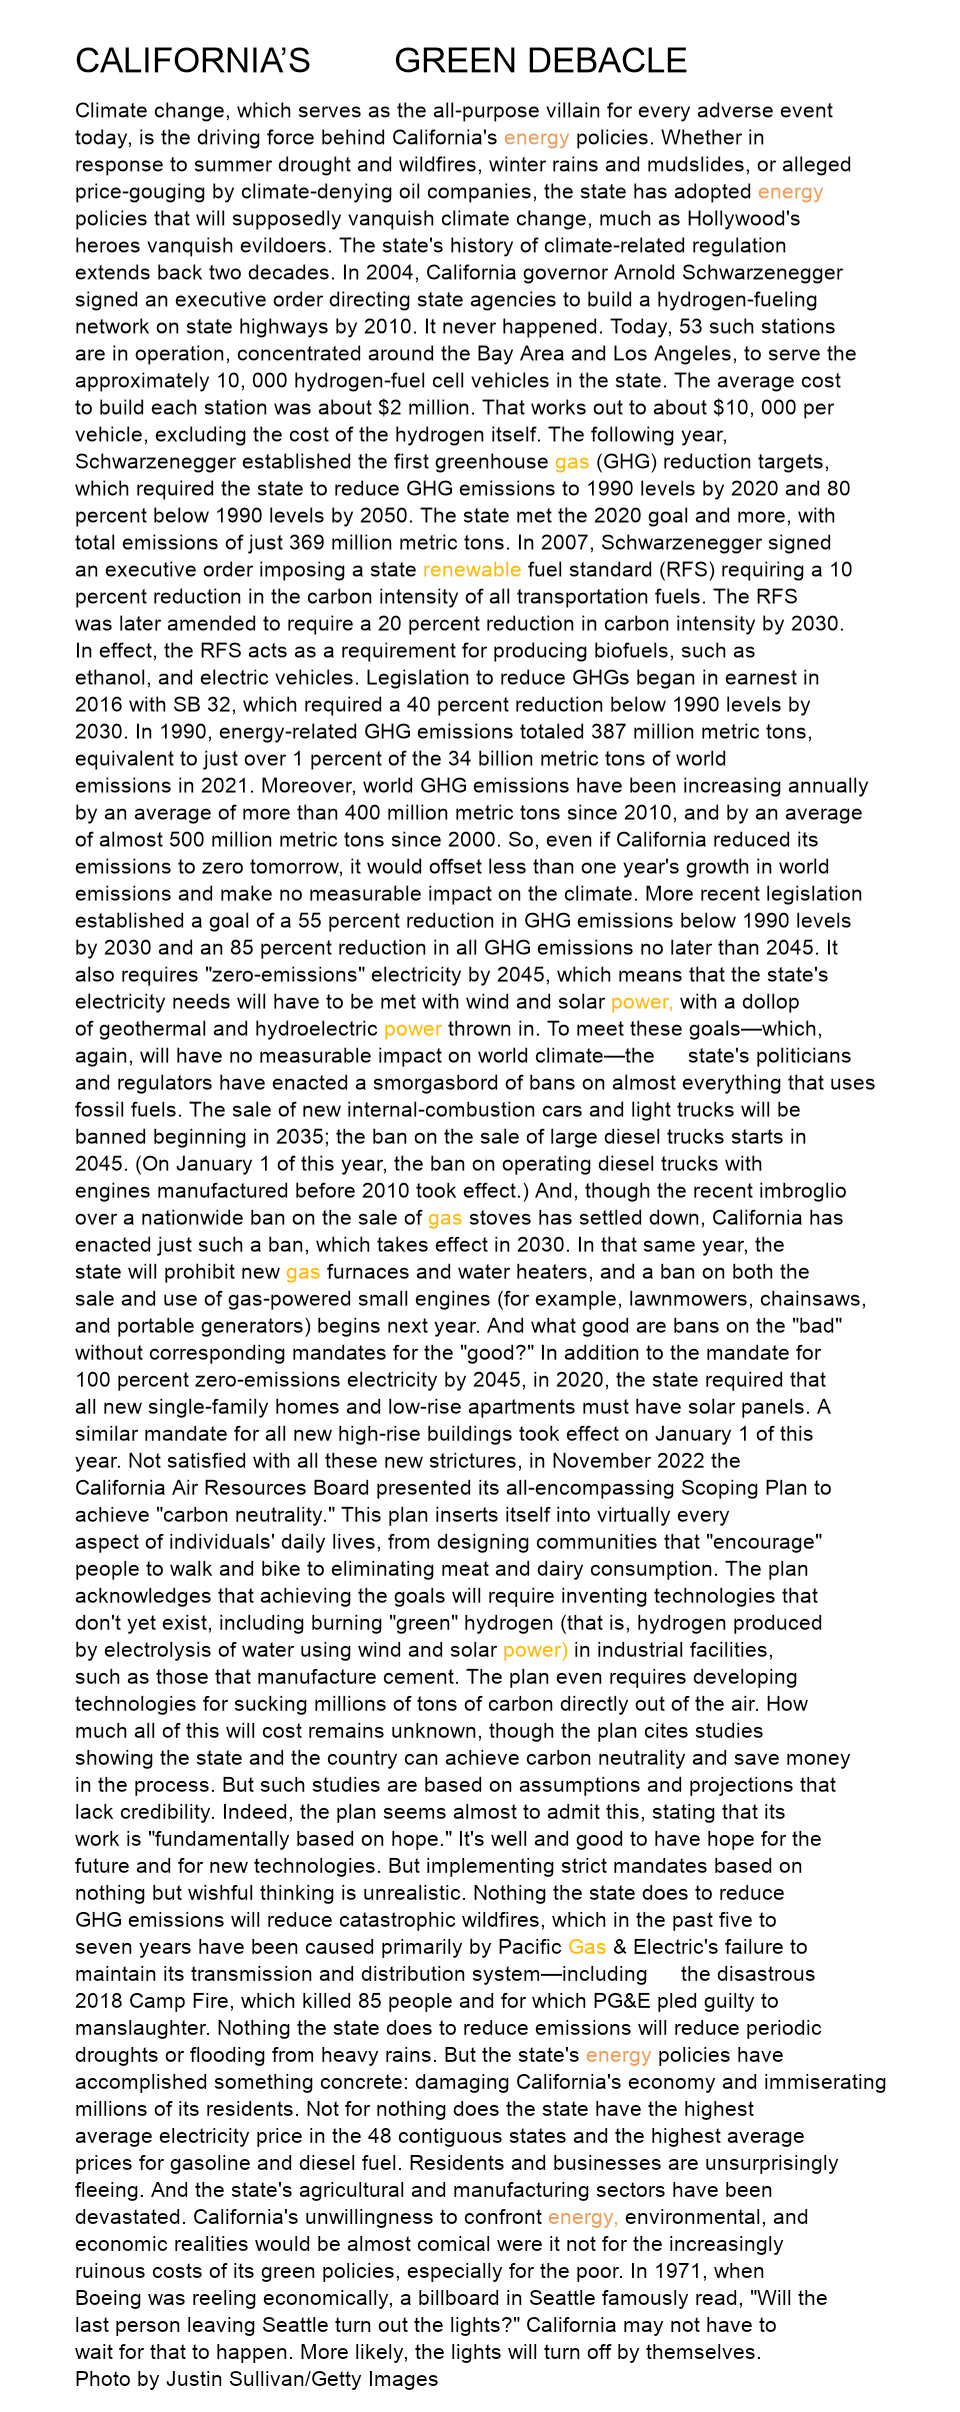 CALIFORNIA’S GREEN DEBACLE
Climate change, which serves as the all-purpose villain for every adverse event
today, is the driving force behind California's energy policies. Whether in
response to summer drought and wildfires, winter rains and mudslides, or alleged
price-gouging by climate-denying oil companies, the state has adopted energy
policies that will supposedly vanquish climate change, much as Hollywood's
heroes vanquish evildoers. The state's history of climate-related regulation
extends back two decades. In 2004, California governor Arnold Schwarzenegger
signed an executive order directing state agencies to build a hydrogen-fueling
network on state highways by 2010. It never happened. Today, 53 such stations
are in operation, concentrated around the Bay Area and Los Angeles, to serve the
approximately 10, 000 hydrogen-fuel cell vehicles in the state. The average cost
to build each station was about $2 million. That works out to about $10, 000 per
vehicle, excluding the cost of the hydrogen itself. The following year,
Schwarzenegger established the first greenhouse gas (GHG) reduction targets,
which required the state to reduce GHG emissions to 1990 levels by 2020 and 80
percent below 1990 levels by 2050. The state met the 2020 goal and more, with
total emissions of just 369 million metric tons. In 2007, Schwarzenegger signed
an executive order imposing a state renewable fuel standard (RFS) requiring a 10
percent reduction in the carbon intensity of all transportation fuels. The RFS
was later amended to require a 20 percent reduction in carbon intensity by 2030.
In effect, the RFS acts as a requirement for producing biofuels, such as
ethanol, and electric vehicles. Legislation to reduce GHGs began in earnest in
2016 with SB 32, which required a 40 percent reduction below 1990 levels by
2030. In 1990, energy-related GHG emissions totaled 387 million metric tons,
equivalent to just over 1 percent of the 34 billion metric tons of world
emissions in 2021. Moreover, world GHG emissions have been increasing annually
by an average of more than 400 million metric tons since 2010, and by an average
of almost 500 million metric tons since 2000. So, even if California reduced its
emissions to zero tomorrow, it would offset less than one year's growth in world
emissions and make no measurable impact on the climate. More recent legislation
established a goal of a 55 percent reduction in GHG emissions below 1990 levels
by 2030 and an 85 percent reduction in all GHG emissions no later than 2045. It
also requires "zero-emissions" electricity by 2045, which means that the state's
electricity needs will have to be met with wind and solar power, with a dollop
of geothermal and hydroelectric power thrown in. To meet these goals—which,
again, will have no measurable impact on world climate—the state's politicians
and regulators have enacted a smorgasbord of bans on almost everything that uses
fossil fuels. The sale of new internal-combustion cars and light trucks will be
banned beginning in 2035; the ban on the sale of large diesel trucks starts in
2045. (On January 1 of this year, the ban on operating diesel trucks with
engines manufactured before 2010 took effect.) And, though the recent imbroglio
over a nationwide ban on the sale of gas stoves has settled down, California has
enacted just such a ban, which takes effect in 2030. In that same year, the
state will prohibit new gas furnaces and water heaters, and a ban on both the
sale and use of gas-powered small engines (for example, lawnmowers, chainsaws,
and portable generators) begins next year. And what good are bans on the "bad"
without corresponding mandates for the "good?" In addition to the mandate for
100 percent zero-emissions electricity by 2045, in 2020, the state required that
all new single-family homes and low-rise apartments must have solar panels. A
similar mandate for all new high-rise buildings took effect on January 1 of this
year. Not satisfied with all these new strictures, in November 2022 the
California Air Resources Board presented its all-encompassing Scoping Plan to
achieve "carbon neutrality." This plan inserts itself into virtually every
aspect of individuals' daily lives, from designing communities that "encourage"
people to walk and bike to eliminating meat and dairy consumption. The plan
acknowledges that achieving the goals will require inventing technologies that
don't yet exist, including burning "green" hydrogen (that is, hydrogen produced
by electrolysis of water using wind and solar power) in industrial facilities,
such as those that manufacture cement. The plan even requires developing
technologies for sucking millions of tons of carbon directly out of the air. How
much all of this will cost remains unknown, though the plan cites studies
showing the state and the country can achieve carbon neutrality and save money
in the process. But such studies are based on assumptions and projections that
lack credibility. Indeed, the plan seems almost to admit this, stating that its
work is "fundamentally based on hope." It's well and good to have hope for the
future and for new technologies. But implementing strict mandates based on
nothing but wishful thinking is unrealistic. Nothing the state does to reduce
GHG emissions will reduce catastrophic wildfires, which in the past five to
seven years have been caused primarily by Pacific Gas & Electric's failure to
maintain its transmission and distribution system—including the disastrous
2018 Camp Fire, which killed 85 people and for which PG&E pled guilty to
manslaughter. Nothing the state does to reduce emissions will reduce periodic
droughts or flooding from heavy rains. But the state's energy policies have
accomplished something concrete: damaging California's economy and immiserating
millions of its residents. Not for nothing does the state have the highest
average electricity price in the 48 contiguous states and the highest average
prices for gasoline and diesel fuel. Residents and businesses are unsurprisingly
fleeing. And the state's agricultural and manufacturing sectors have been
devastated. California's unwillingness to confront energy, environmental, and
economic realities would be almost comical were it not for the increasingly
ruinous costs of its green policies, especially for the poor. In 1971, when
Boeing was reeling economically, a billboard in Seattle famously read, "Will the
last person leaving Seattle turn out the lights?" California may not have to
wait for that to happen. More likely, the lights will turn off by themselves.
Photo by Justin Sullivan/Getty Images